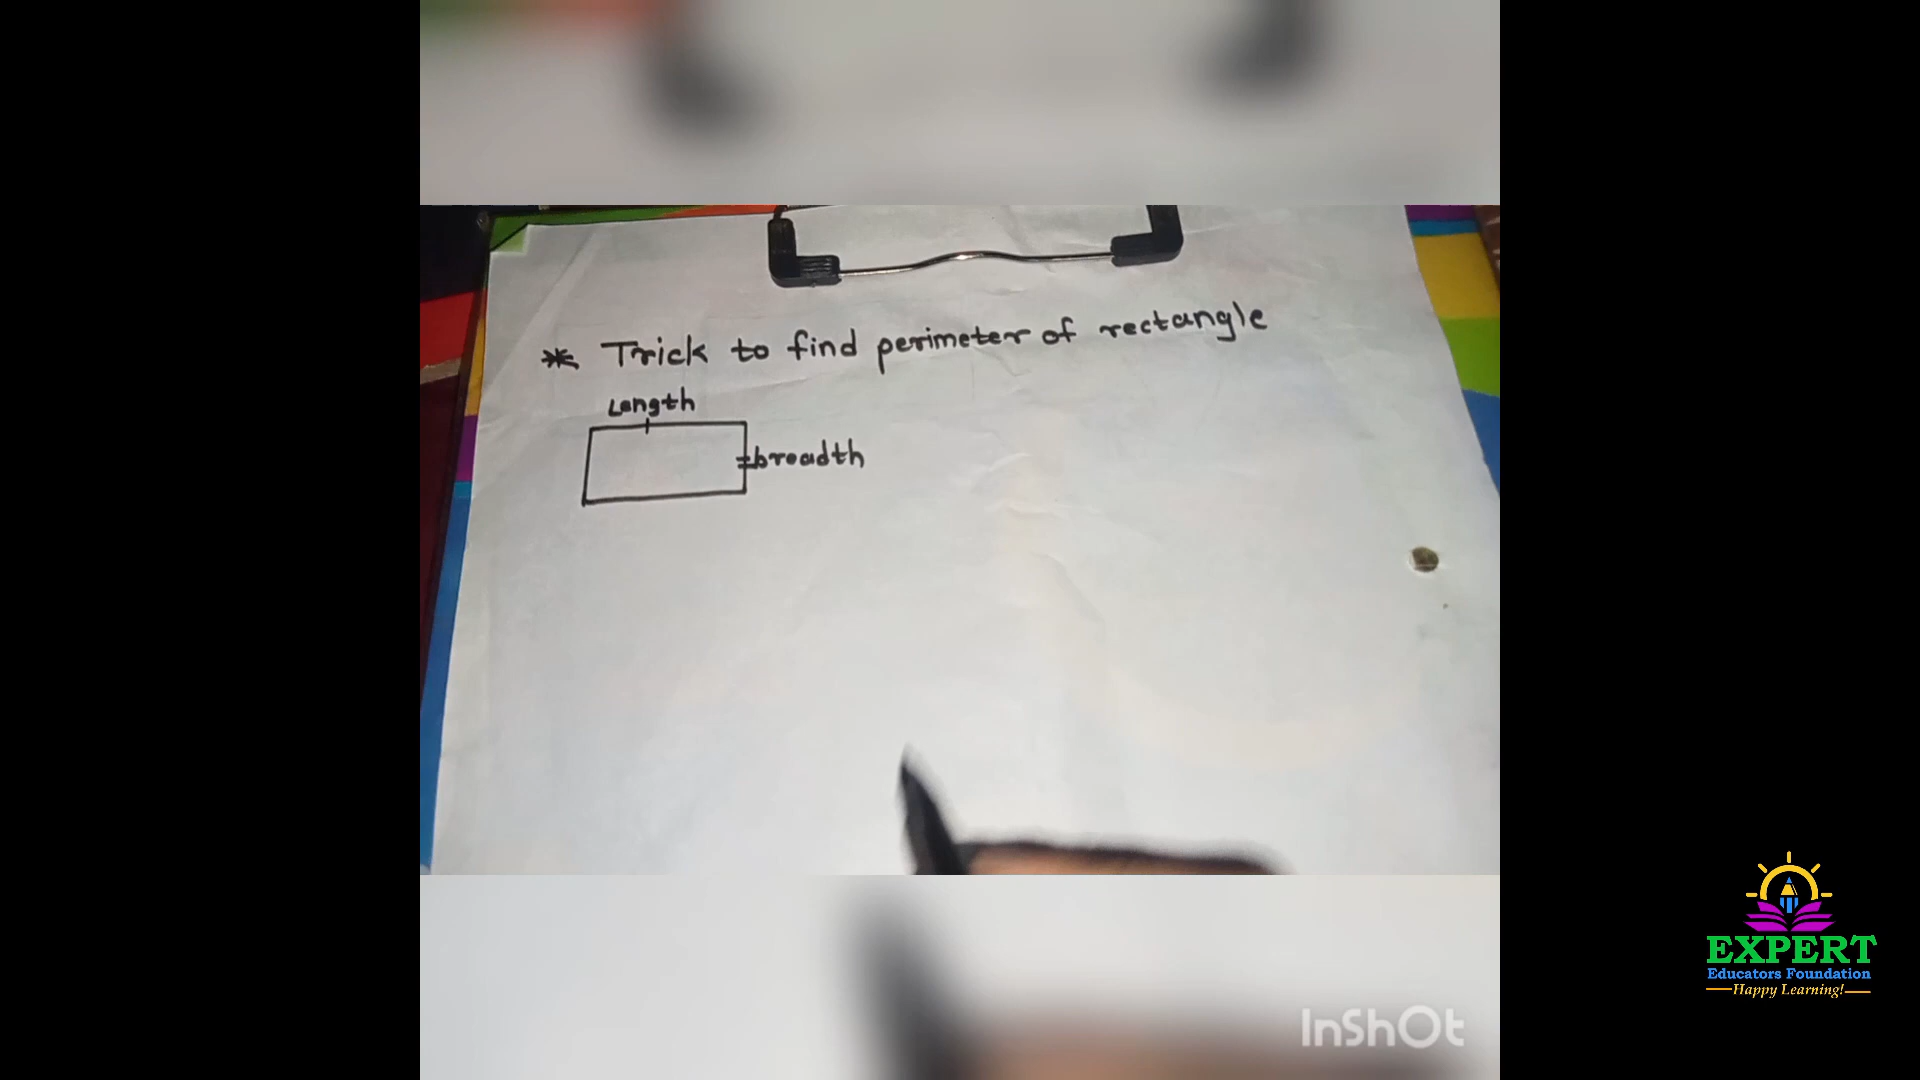 * Trick to find perimeter of rectangle
Length
breadth
EXPERT
Educators Foundation
Happy Learning!
InShOt